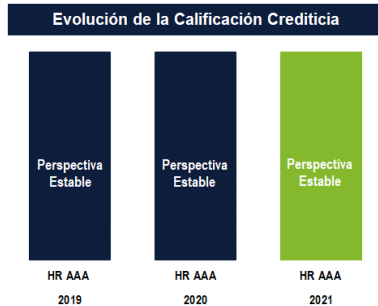 Evolución de la Calificación Crediticia
Perspectiva Estable
Perspectiva Estable
Perspectiva Estable
HR AAA HR AAA HR AAA
2019 2020 2021